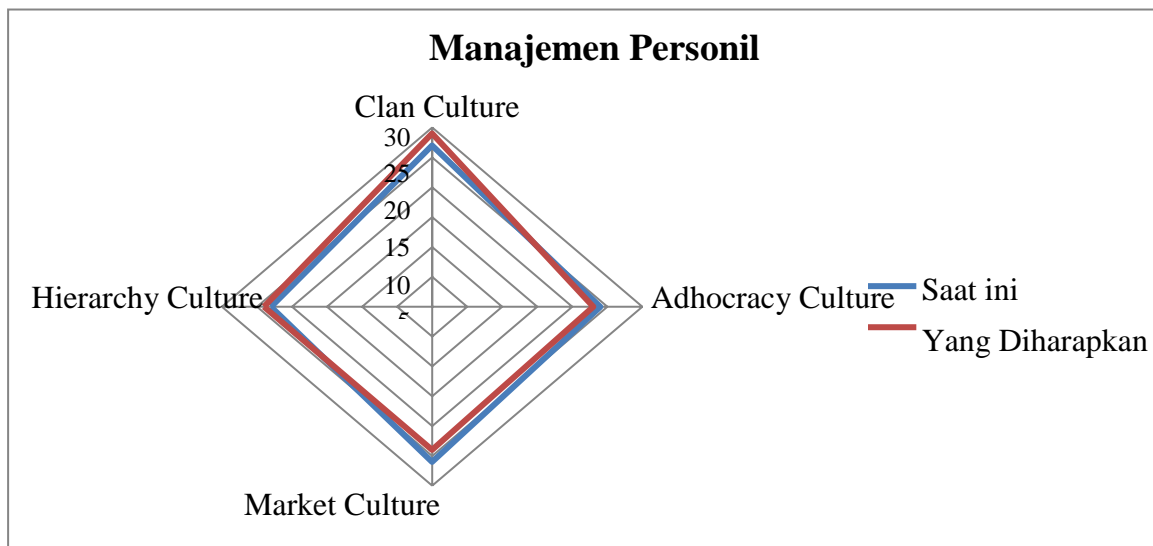 Manajemen Personil
Clan Culture
30
25
20
15
10
Hierarchy Culture
Adhocracy Culture
Market Culture
Saat ini
Yang Diharapkan